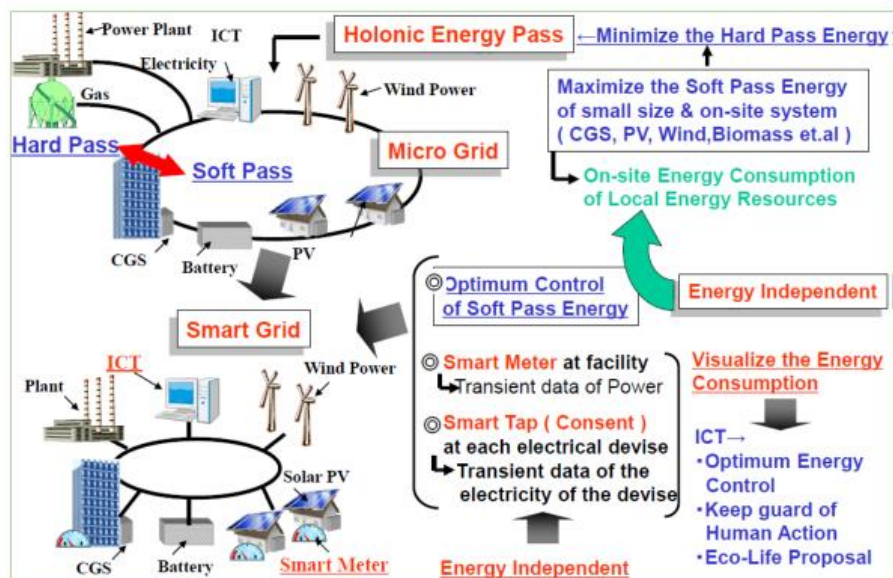 Power Plant
ICT
Electricity
Gas
Holonic Energy Pass
←Minimize the Hard Pass Energy
Wind Power
Maximize the Soft Pass Energy
of small size & on-site system
( CGS, PV, Wind,Biomass et.al )
Hard Pass
Soft Pass
Micro Grid
On-site Energy Consumption
of Local Energy Resources
CGS
Battery
PV
◎Optimum Control
of Soft Pass Energy
Energy Independent
Smart Grid
ICT
Plant
Wind Power
◎ Smart Meter at facility
Transient data of Power
◎ Smart Tap ( Consent )
at each electrical devise
Transient data of the
electricity of the devise
Visualize the Energy
Consumption
ICT→
・Optimum Energy
Control
・Keep guard of
Human Action
・Eco-Life Proposal
Solar PV
CGS
Battery
Smart Meter
Energy Independent